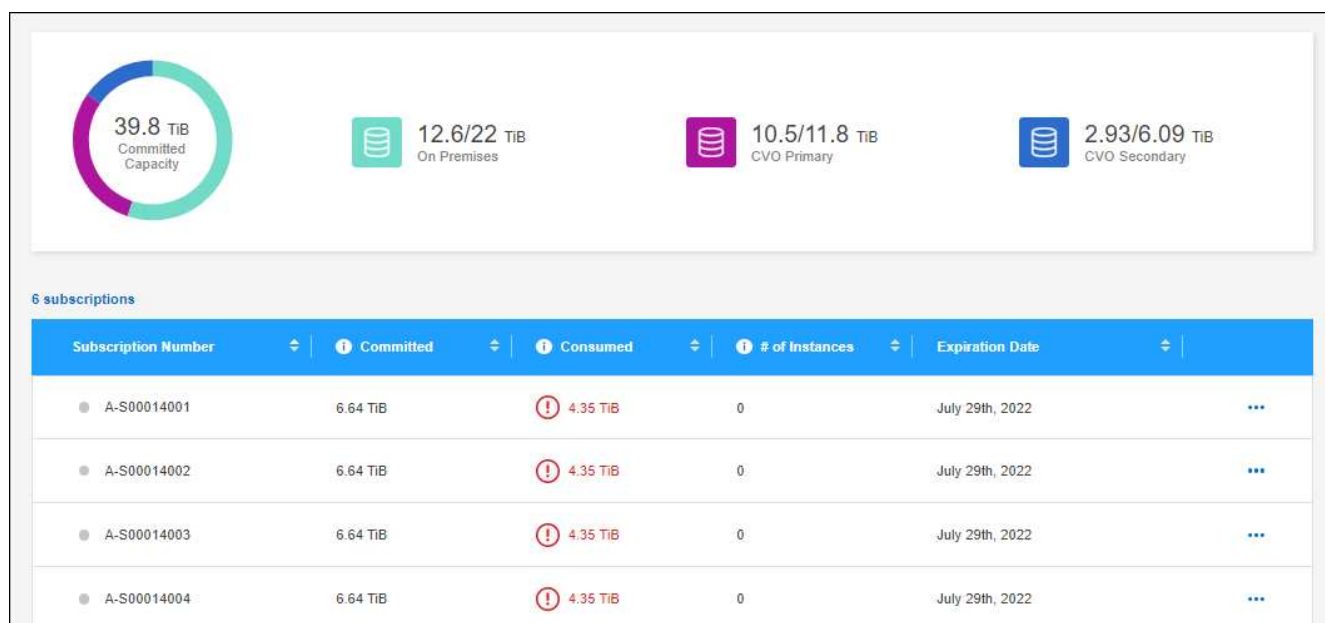 39.8 TiB
Committed
Capacity
12.6/22 TiB
On Premises
10.5/11.8 TiB
CVO Primary
2.93/6.09 TiB
CVO Secondary
6 subscriptions
Subscription Number Committed Consumed # of Instances Expiration Date
A-S00014001 6.64 TiB 4.35 TiB 0 July 29th, 2022
A-S00014002 6.64 TiB 4.35 TiB 0 July 29th, 2022
A-S00014003 6.64 TiB 4.35 TiB 0 July 29th, 2022
A-S00014004 6.64 TiB 4.35 TiB 0 July 29th, 2022